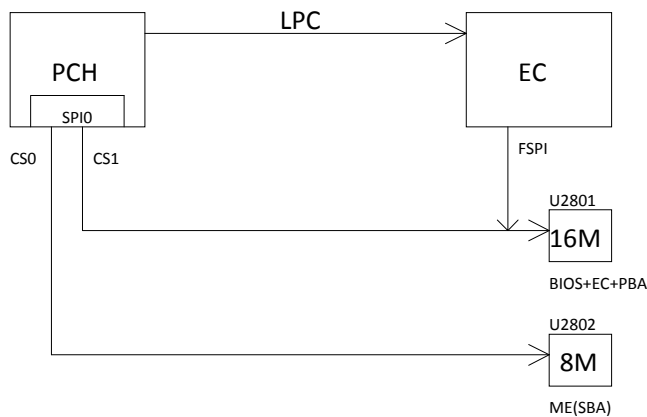 LPC
PCH
EC
SPI0
CS0
CS1
FSPI
U2801
16M
BIOS+EC+PBA
U2802
8M
ME(SBA)